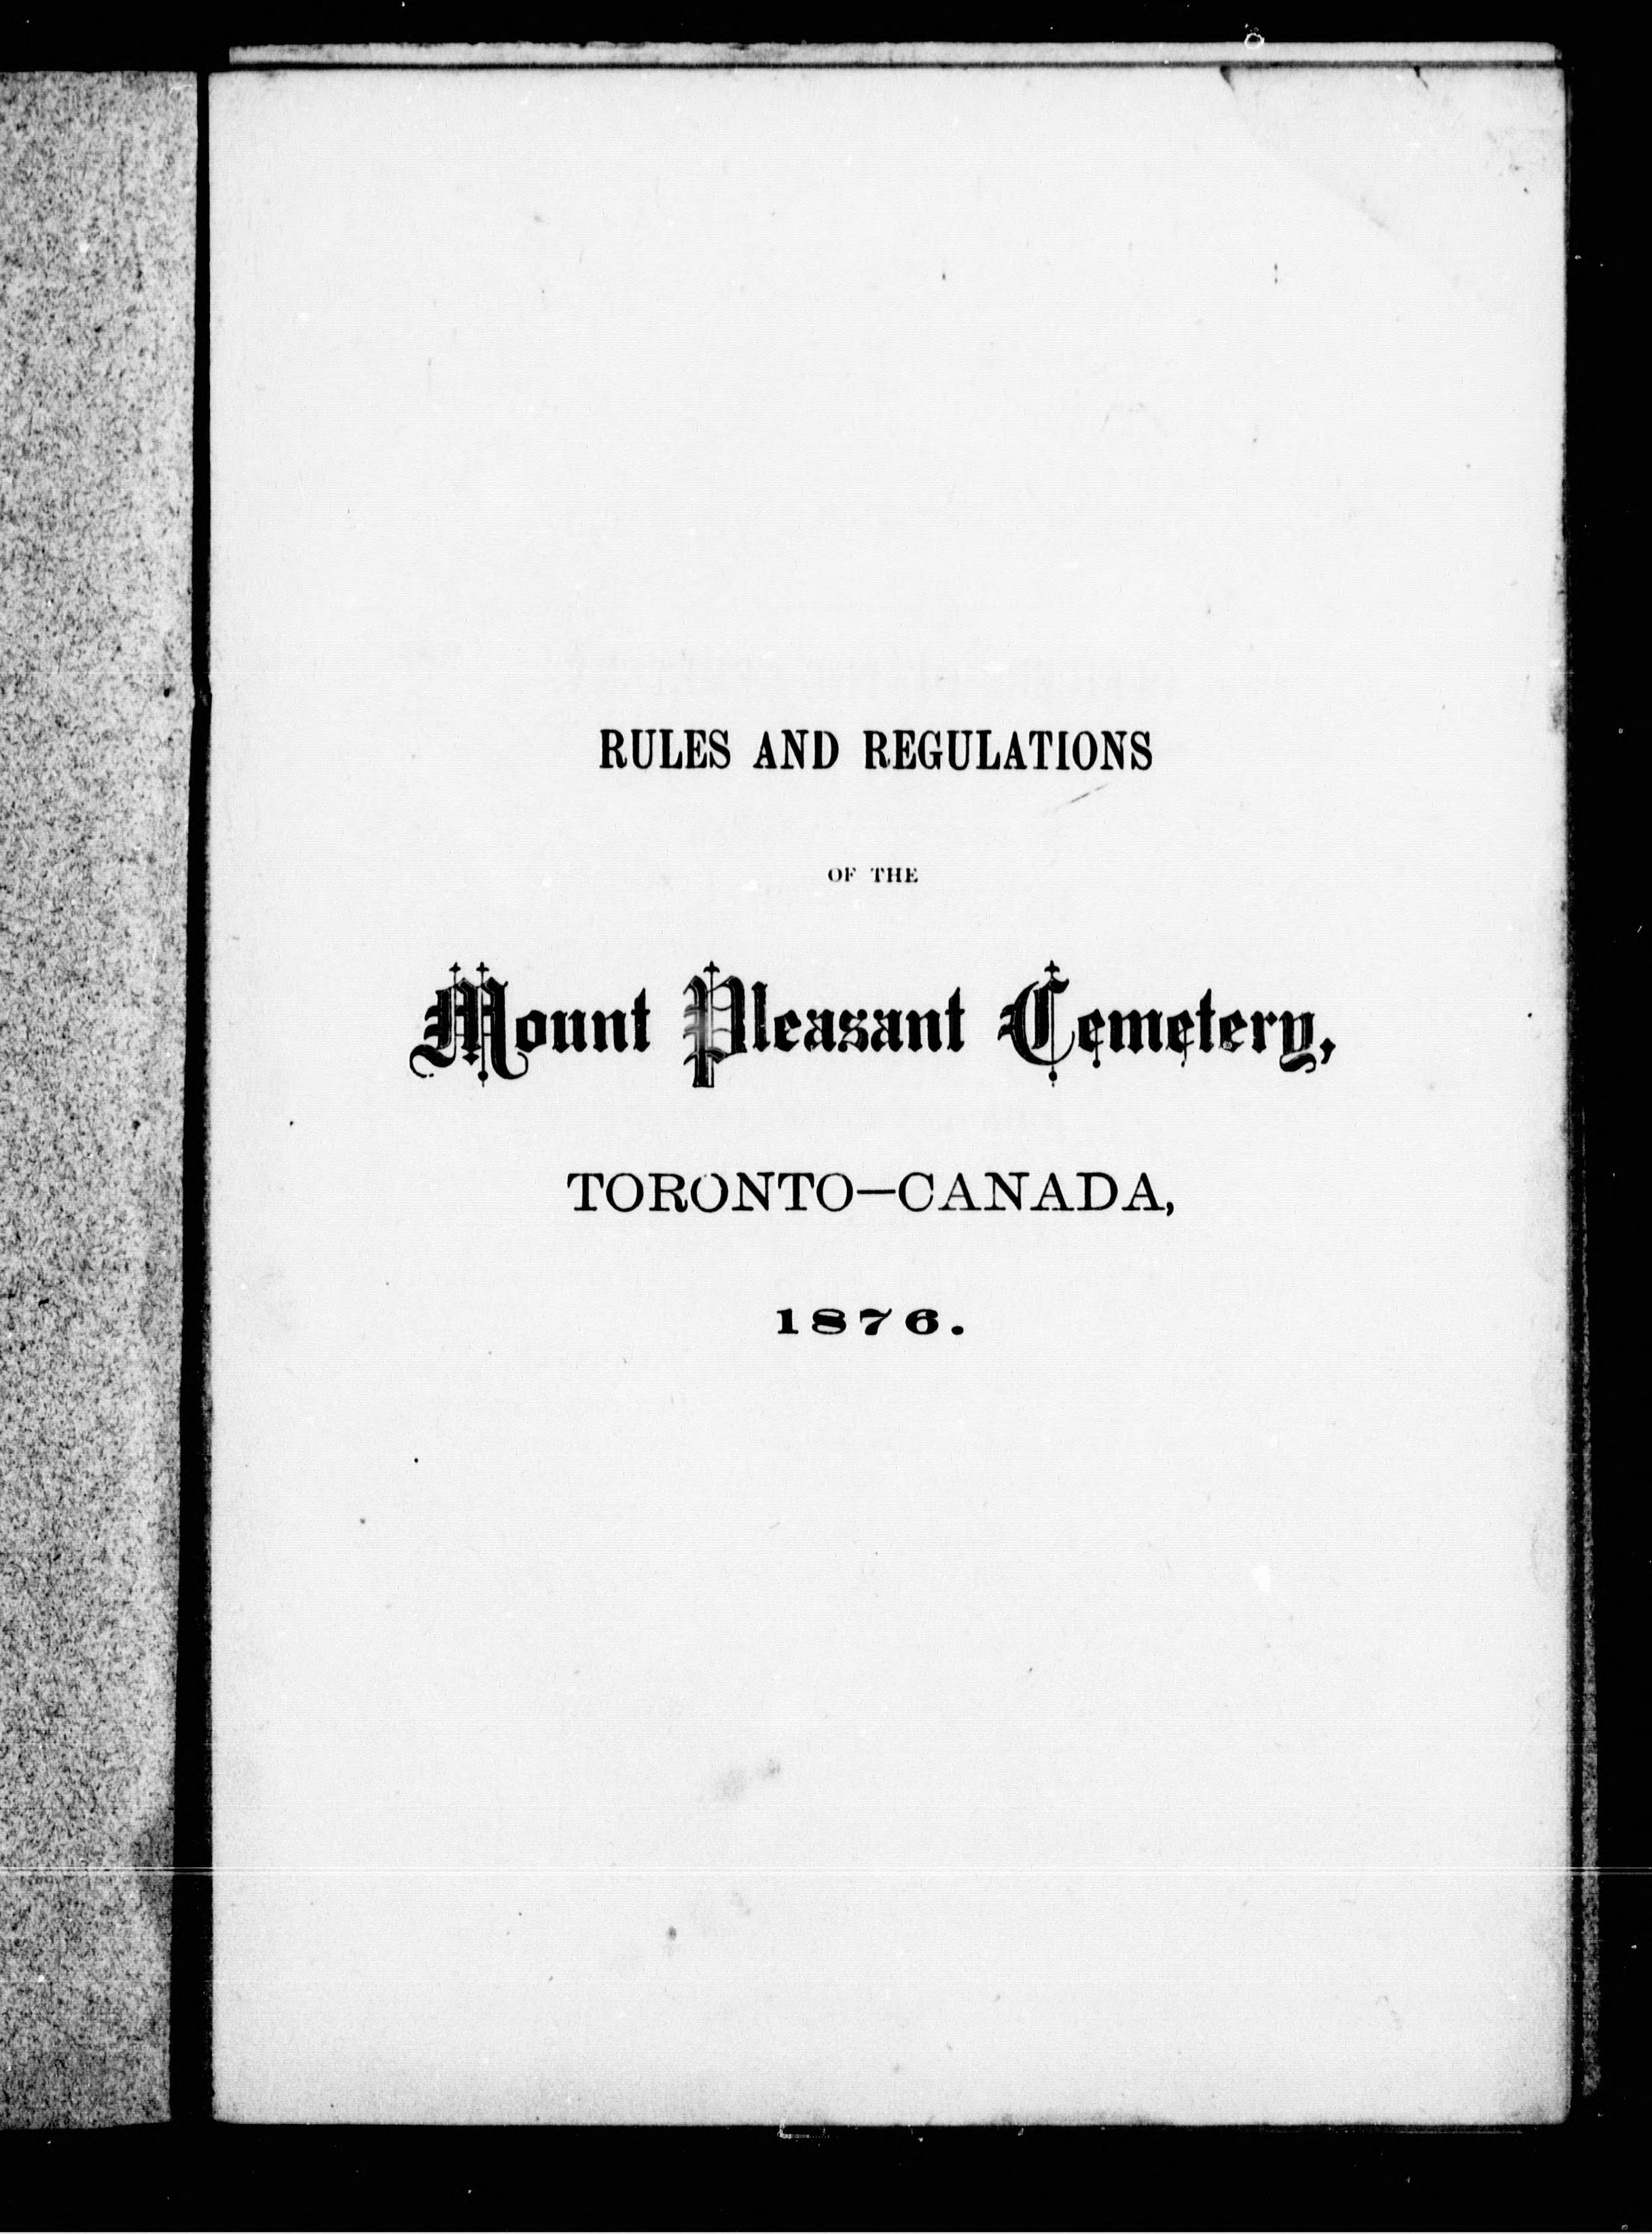 RULES AND REGULATIONS
OF THE
Mount Pleasant Cemetery,
TORONTO—CANADA,
1876.